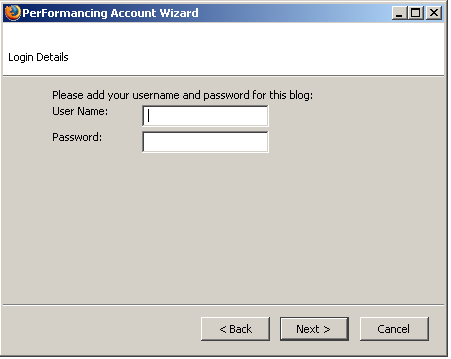 PerFormancing Account Wizard
Login Details
Please add your username and password for this blog:
User Name:
Password:
< Back Next > Cancel